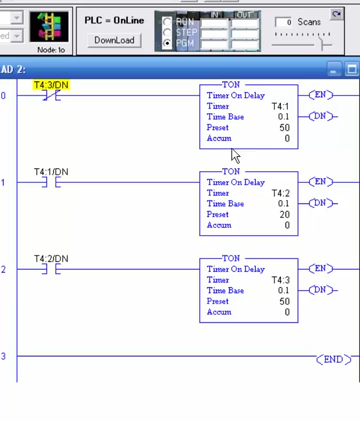 PLC = OnLine
DownLoad
Node: 1o
RUN
STEP
PGM
IN
OUT
0 Scans
AD 2:
0
T4:3/DN
TON
Timer On Delay
Timer T4:1
Time Base 0.1
Preset 50
Accum 0
EN
DN
1
T4:1/DN
TON
Timer On Delay
Timer T4:2
Time Base 0.1
Preset 20
Accum 0
EN
DN
2
T4:2/DN
TON
Timer On Delay
Timer T4:3
Time Base 0.1
Preset 50
Accum 0
EN
DN
3
END